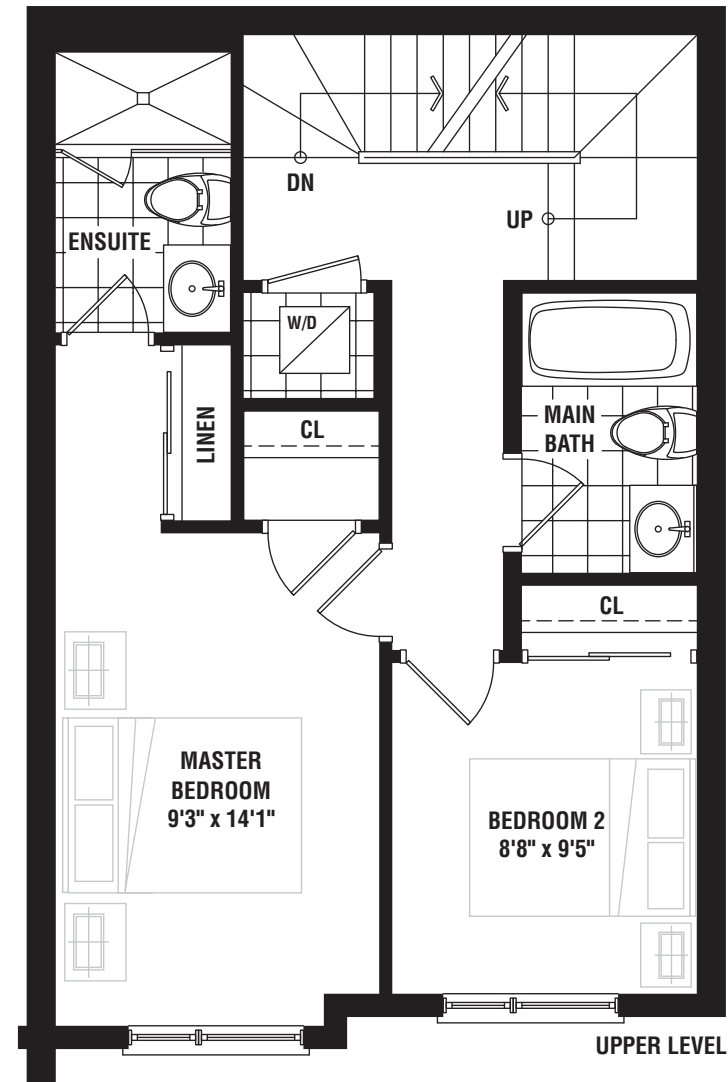 DN
UP
ENSUITE
W/D
LINEN
CL
MAIN
BATH
CL
MASTER
BEDROOM
9'3" x 14'1"
BEDROOM 2
8'8" x 9'5"
UPPER LEVEL